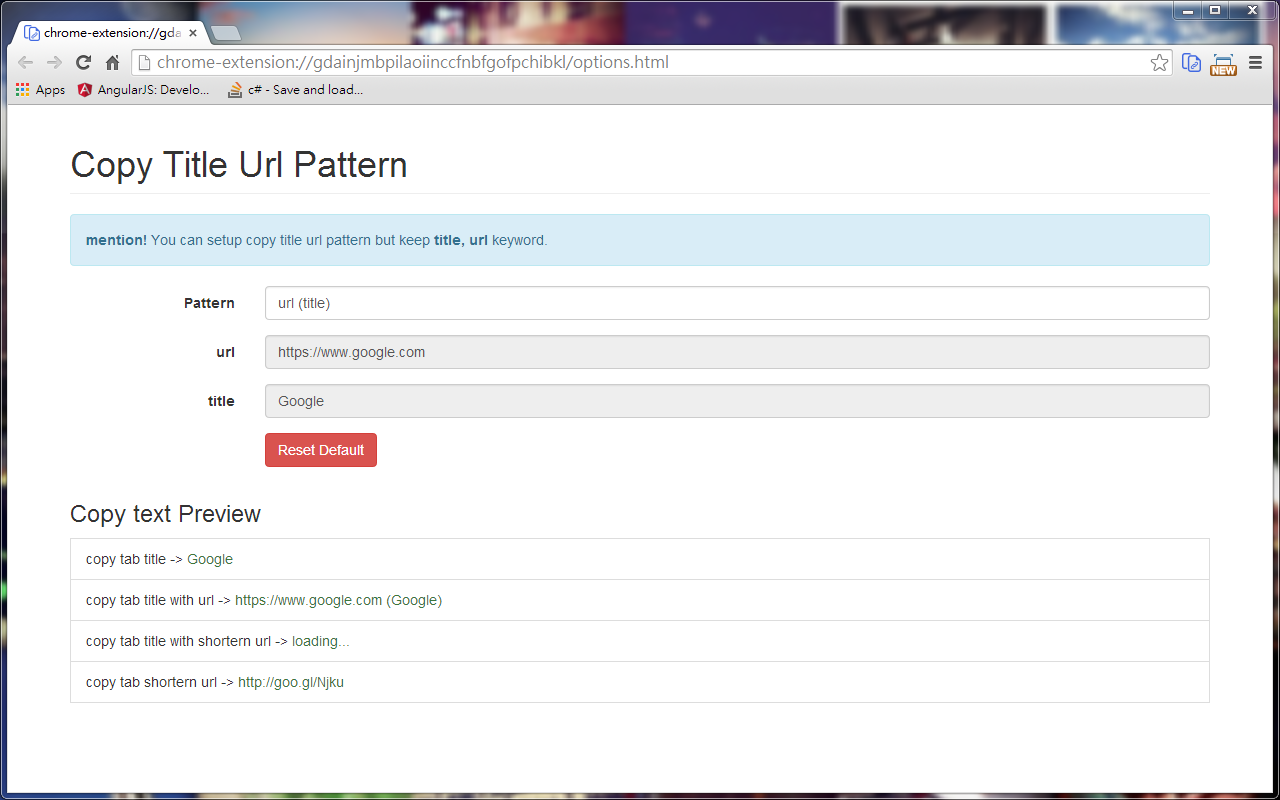 chrome-extension://gda
chrome-extension://gdainjmbpilaoiinccfnbfgofpchibkl/options.html
NEW
Apps
AngularJS: Develo...
c# - Save and load...
Copy Title Url Pattern
mention! You can setup copy title url pattern but keep title, url keyword.
Pattern
url (title)
url
https://www.google.com
title
Google
Reset Default
Copy text Preview
copy tab title -> Google
copy tab title with url -> https://www.google.com (Google)
copy tab title with shortern url -> loading...
copy tab shortern url -> http://goo.gl/Njku